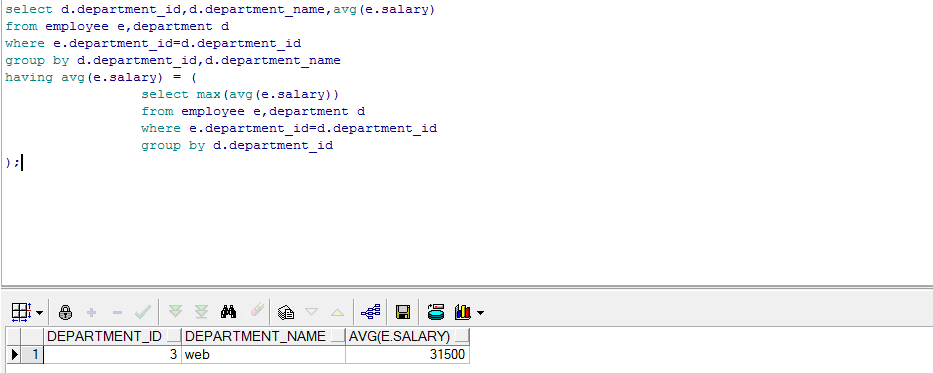 select d.department_id,d.department_name,avg(e.salary)
from employee e,department d
where e.department_id=d.department_id
group by d.department_id,d.department_name
having avg(e.salary) = (
select max(avg(e.salary))
from employee e,department d
where e.department_id=d.department_id
group by d.department_id
);
DEPARTMENT_ID DEPARTMENT_NAME AVG(E.SALARY)
1 3 web 31500